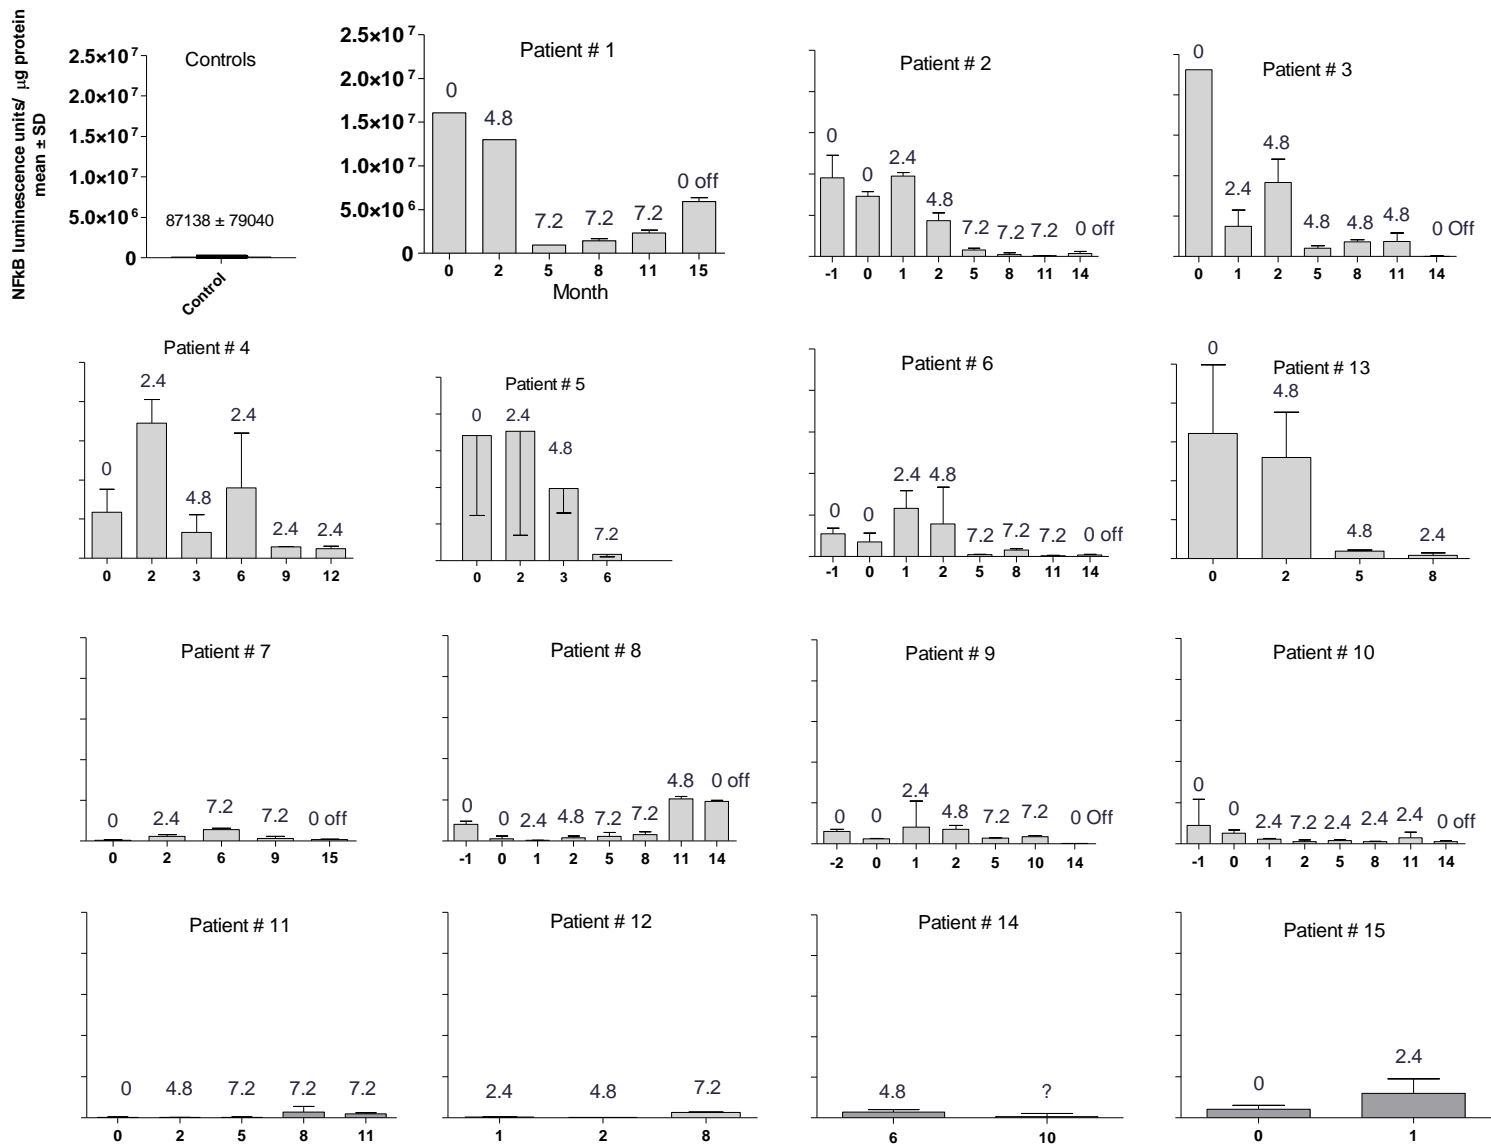 NFkB luminescence units/ μg protein
mean ± SD
Controls
2.5×10⁷
2.0×10⁷
1.5×10⁷
1.0×10⁷
5.0×10⁶
0
87138 ± 79040
Control
Patient # 1
2.5×10⁷
2.0×10⁷
1.5×10⁷
1.0×10⁷
5.0×10⁶
0
0 4.8 7.2 7.2 7.2 0 off
0 2 5 8 11 15
Month
Patient # 2
0 0 2.4 4.8 7.2 7.2 7.2 0 off
-1 0 1 2 5 8 11 14
Patient # 3
0 2.4 4.8 4.8 4.8 4.8 0 Off
0 1 2 5 8 11 14
Patient # 4
0 2.4 4.8 2.4 2.4 2.4
0 2 3 6 9 12
Patient # 5
0 2.4 4.8 7.2
0 2 3 6
Patient # 6
0 0 2.4 4.8 7.2 7.2 7.2 0 off
-1 0 1 2 5 8 11 14
Patient # 13
0 4.8 4.8 2.4
0 2 5 8
Patient # 7
0 2.4 7.2 7.2 0 off
0 2 6 9 15
Patient # 8
0 0 2.4 4.8 7.2 7.2 4.8 0 off
-1 0 1 2 5 8 11 14
Patient # 9
0 0 2.4 4.8 7.2 7.2 0 Off
-2 0 1 2 5 10 14
Patient # 10
0 0 2.4 7.2 2.4 2.4 2.4 0 off
-1 0 1 2 5 8 11 14
Patient # 11
0 4.8 7.2 7.2 7.2
0 2 5 8 11
Patient # 12
2.4 4.8 7.2
1 2 8
Patient # 14
4.8 ?
6 10
Patient # 15
0 2.4
0 1